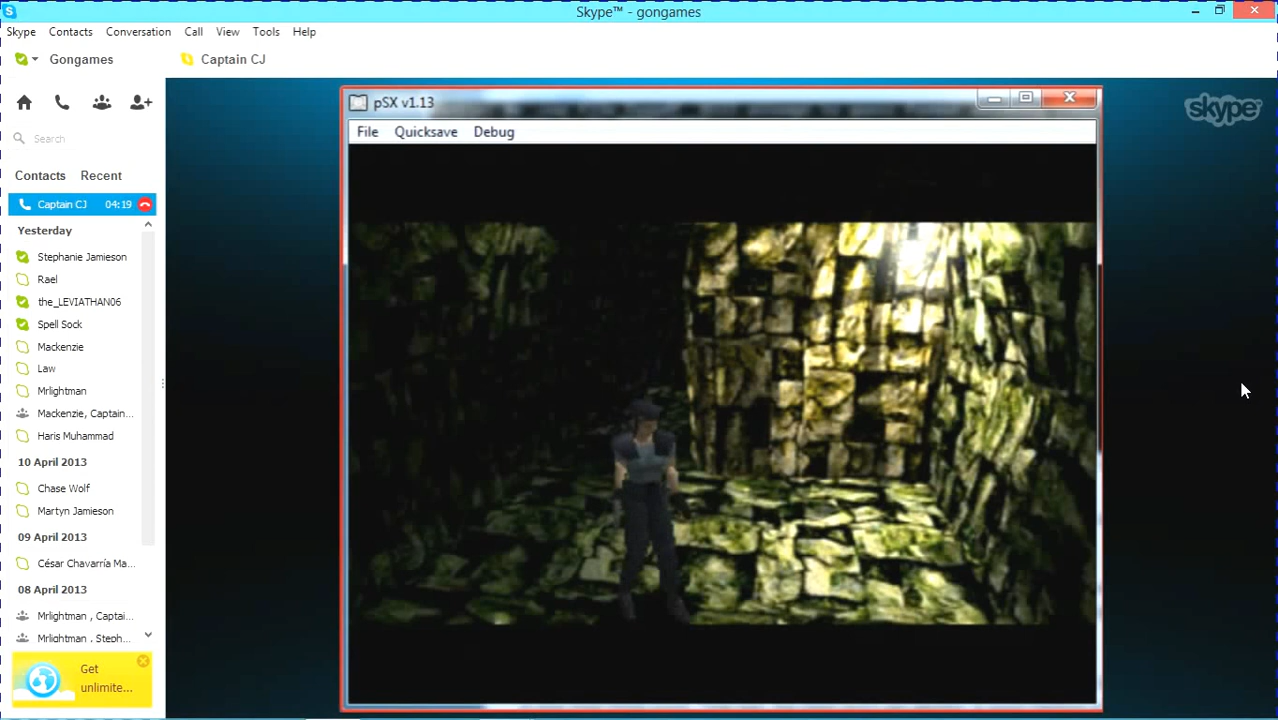 Skype™ - gongames
Skype Contacts Conversation Call View Tools Help
Gongames
Captain CJ
skype
Search
Contacts Recent
Captain CJ 04:19
Yesterday
Stephanie Jamieson
Rael
the_LEVIATHAN06
Spell Sock
Mackenzie
Law
Mrlightman
Mackenzie, Captain...
Haris Muhammad
10 April 2013
Chase Wolf
Martyn Jamieson
09 April 2013
César Chavarría Ma...
08 April 2013
Mrlightman , Captai...
Mrlightman , Steph...
Get
unlimite...
pSX v1.13
File Quicksave Debug